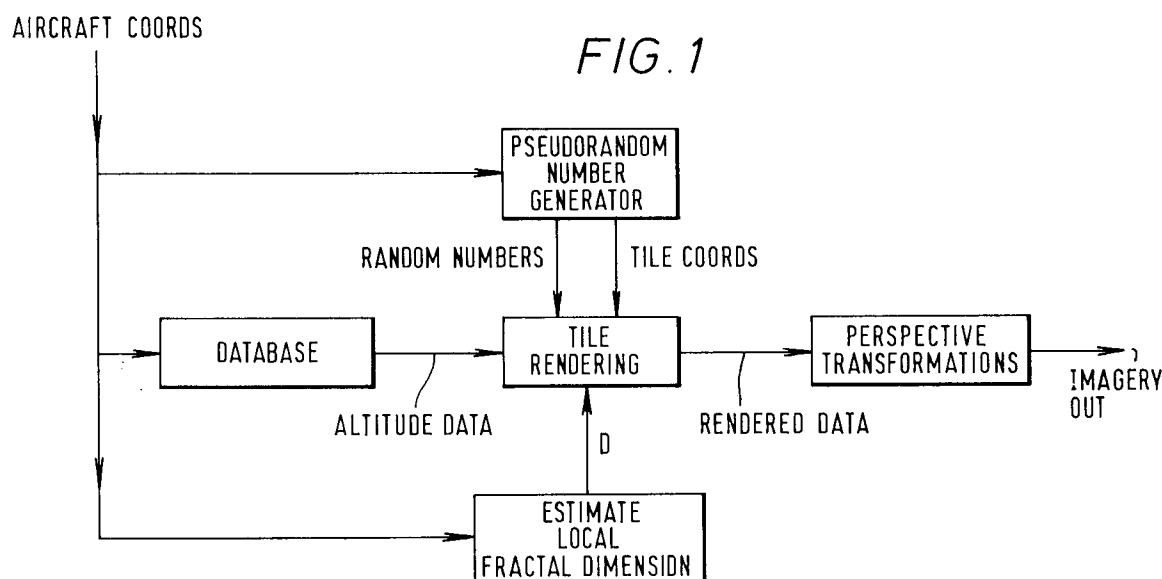 AIRCRAFT COORDS
FIG. 1
PSEUDORANDOM
NUMBER
GENERATOR
RANDOM NUMBERS
TILE COORDS
DATABASE
TILE
RENDERING
PERSPECTIVE
TRANSFORMATIONS
ALTITUDE DATA
RENDERED DATA
IMAGERY
OUT
D
ESTIMATE
LOCAL
FRACTAL DIMENSION